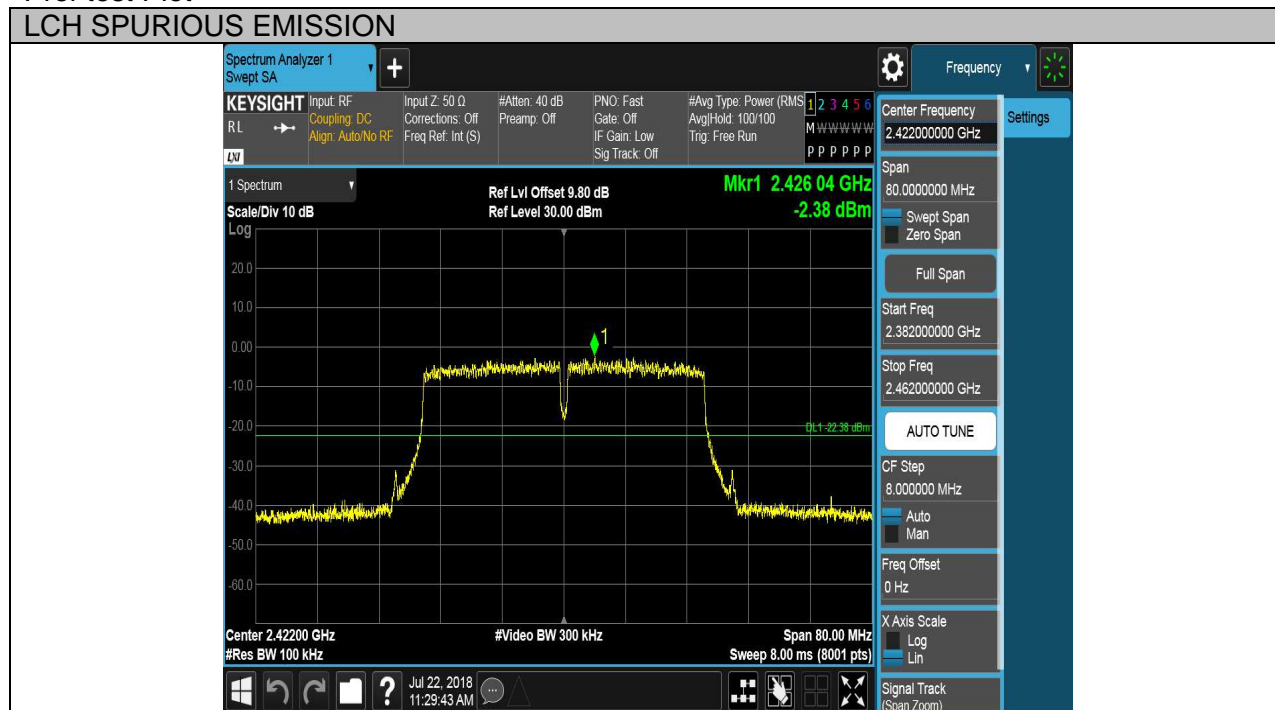 LCH SPURIOUS EMISSION
Spectrum Analyzer 1
Swept SA
Frequency
KEYSIGHT
R L
LXI
Input: RF
Coupling: DC
Align: Auto/No RF
Input Z: 50 Ω
Corrections: Off
Freq Ref: Int (S)
#Atten: 40 dB
Preamp: Off
PNO: Fast
Gate: Off
IF Gain: Low
Sig Track: Off
#Avg Type: Power (RMS
Avg|Hold: 100/100
Trig: Free Run
1 2 3 4 5 6
M W W W W W
P P P P P P
Center Frequency
2.422000000 GHz
Settings
1 Spectrum
Scale/Div 10 dB
Log
Ref Lvl Offset 9.80 dB
Ref Level 30.00 dBm
Mkr1 2.426 04 GHz
-2.38 dBm
Span
80.0000000 MHz
Swept Span
Zero Span
Full Span
Start Freq
2.382000000 GHz
Stop Freq
2.462000000 GHz
AUTO TUNE
CF Step
8.000000 MHz
Auto
Man
Freq Offset
0 Hz
X Axis Scale
Log
Lin
Signal Track
(Span Zoom)
20.0
10.0
0.00
-10.0
-20.0
-30.0
-40.0
-50.0
-60.0
1
DL1 -22.38 dBm
Center 2.42200 GHz
#Res BW 100 kHz
#Video BW 300 kHz
Span 80.00 MHz
Sweep 8.00 ms (8001 pts)
Jul 22, 2018
11:29:43 AM